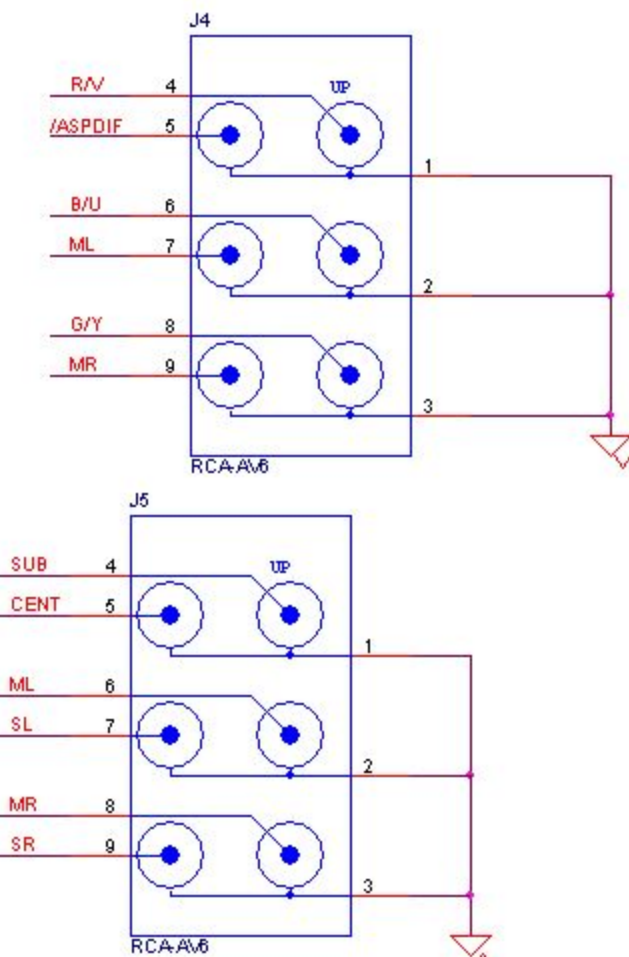 J4
R/V 4 UP
/ASPDIF 5
1
B/U 6
ML 7
2
G/Y 8
MR 9
3
RCA-AV6
J5
SUB 4 UP
CENT 5
1
ML 6
SL 7
2
MR 8
SR 9
3
RCA-AV6